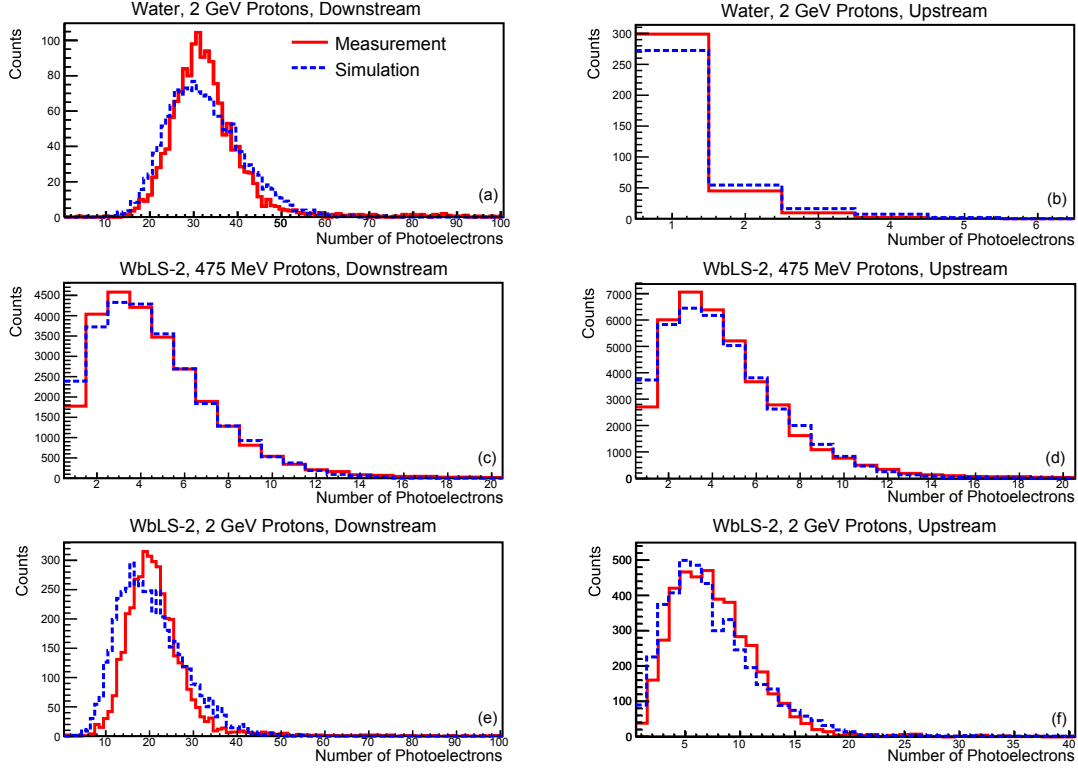 Water, 2 GeV Protons, Downstream
Counts
100
80
60
40
20
0
Measurement
Simulation
(a)
10 20 30 40 50 60 70 80 90 100
Number of Photoelectrons
Water, 2 GeV Protons, Upstream
Counts
300
250
200
150
100
50
0
(b)
1 2 3 4 5 6
Number of Photoelectrons
WbLS-2, 475 MeV Protons, Downstream
Counts
4500
4000
3500
3000
2500
2000
1500
1000
500
0
(c)
2 4 6 8 10 12 14 16 18 20
Number of Photoelectrons
WbLS-2, 475 MeV Protons, Upstream
Counts
7000
6000
5000
4000
3000
2000
1000
0
(d)
2 4 6 8 10 12 14 16 18 20
Number of Photoelectrons
WbLS-2, 2 GeV Protons, Downstream
Counts
300
250
200
150
100
50
0
(e)
10 20 30 40 50 60 70 80 90 100
Number of Photoelectrons
WbLS-2, 2 GeV Protons, Upstream
Counts
500
400
300
200
100
0
(f)
5 10 15 20 25 30 35 40
Number of Photoelectrons